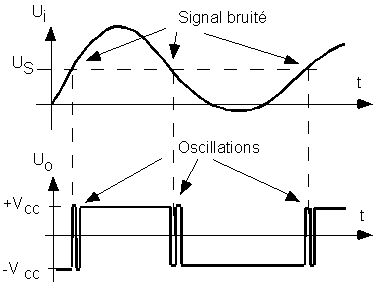 Ui
Signal bruité
US
t
Uo
Oscillations
+Vcc
t
-Vcc